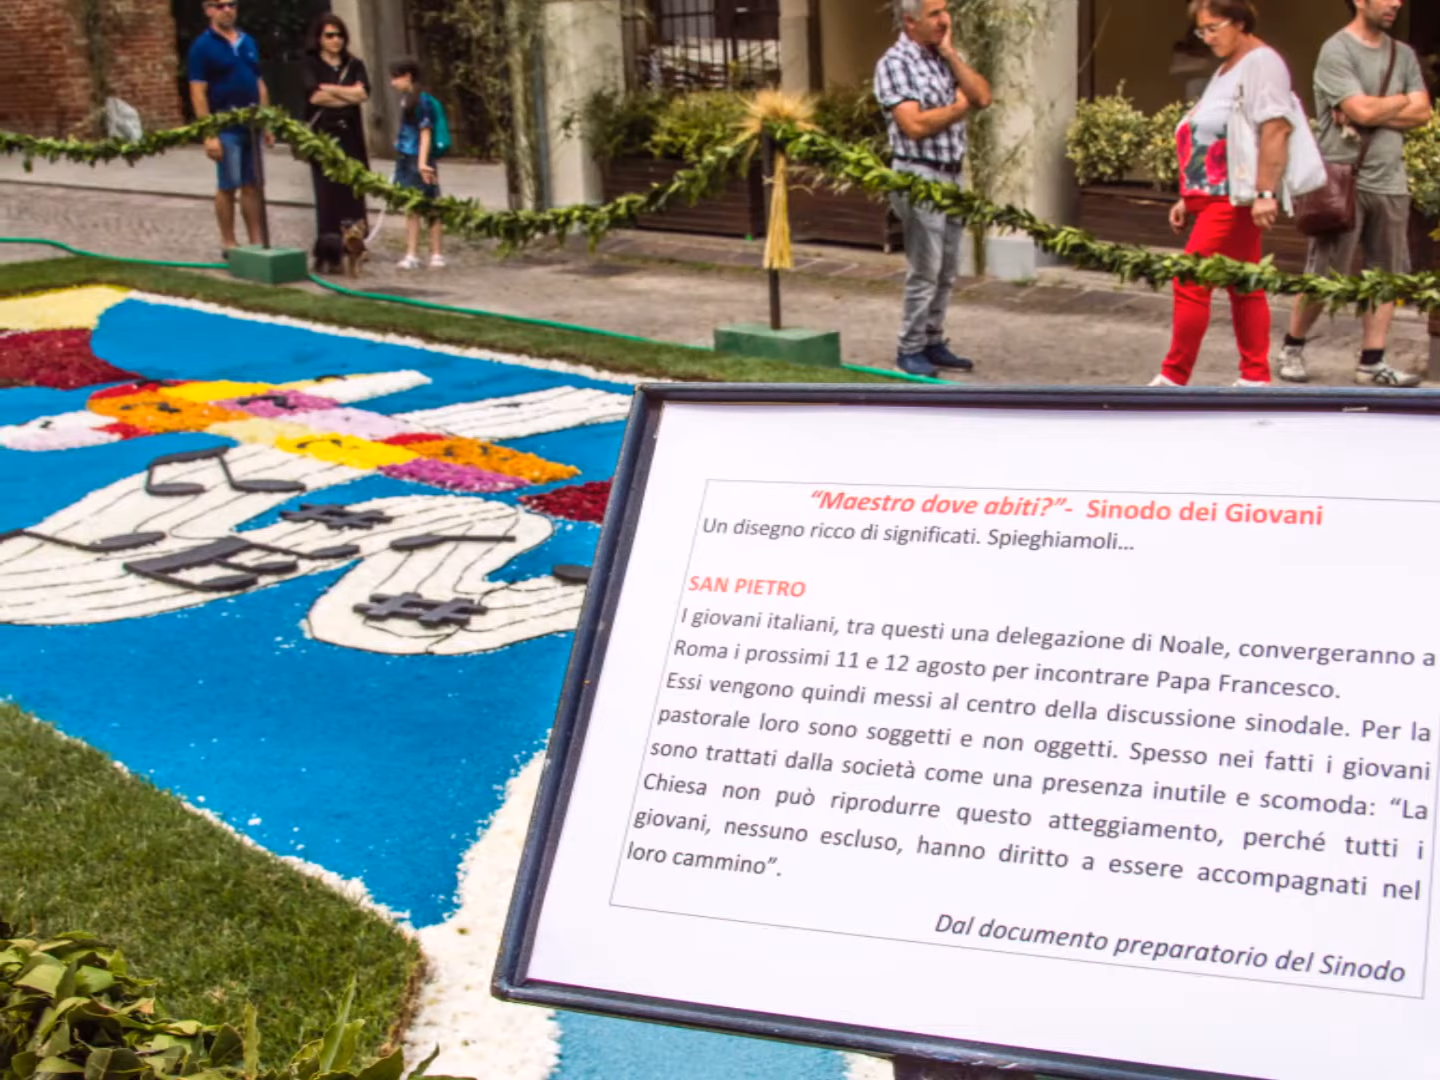 “Maestro dove abiti?”- Sinodo dei Giovani
Un disegno ricco di significati. Spieghiamoli...
SAN PIETRO
I giovani italiani, tra questi una delegazione di Noale, convergeranno a
Roma i prossimi 11 e 12 agosto per incontrare Papa Francesco.
Essi vengono quindi messi al centro della discussione sinodale. Per la
pastorale loro sono soggetti e non oggetti. Spesso nei fatti i giovani
sono trattati dalla società come una presenza inutile e scomoda: “La
Chiesa non può riprodurre questo atteggiamento, perché tutti i
giovani, nessuno escluso, hanno diritto a essere accompagnati nel
loro cammino”.
Dal documento preparatorio del Sinodo